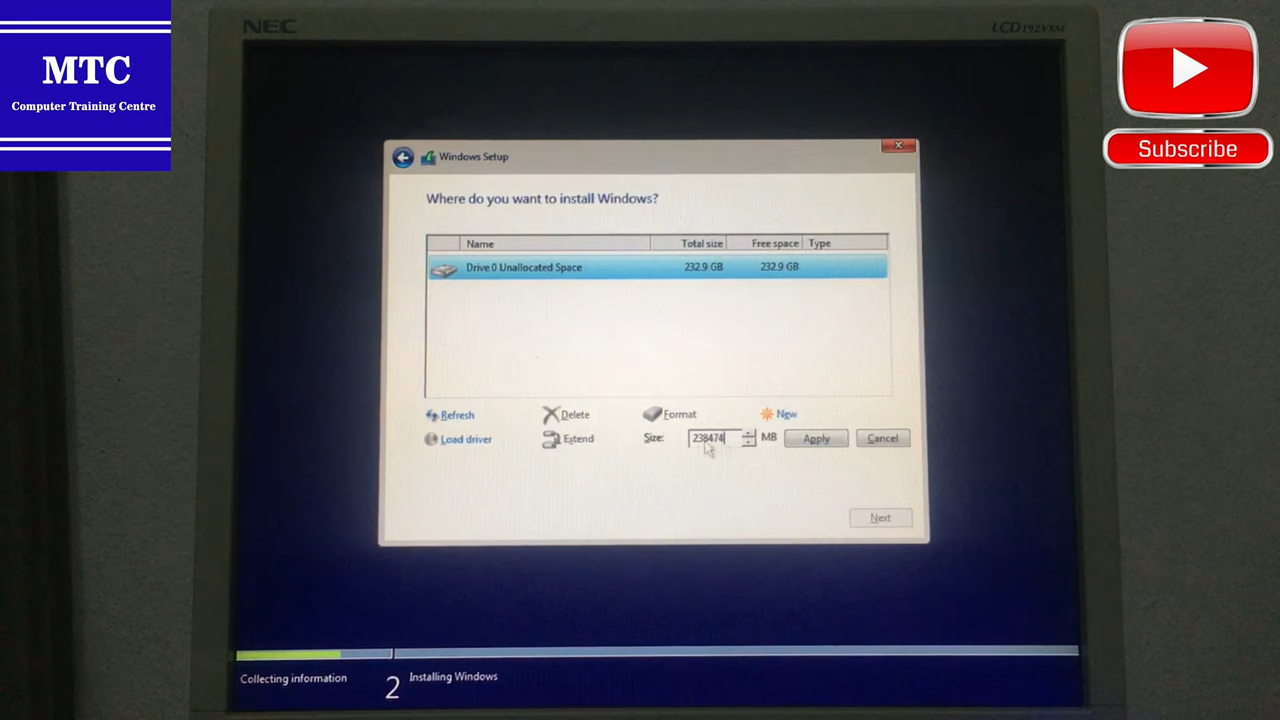 MTC
Computer Training Centre
NEC
LCD192VXM
Subscribe
Windows Setup
Where do you want to install Windows?
Name Total size Free space Type
Drive 0 Unallocated Space 232.9 GB 232.9 GB
Refresh Delete Format New
Load driver Extend Size: 238474 MB Apply Cancel
Next
Collecting information 2 Installing Windows